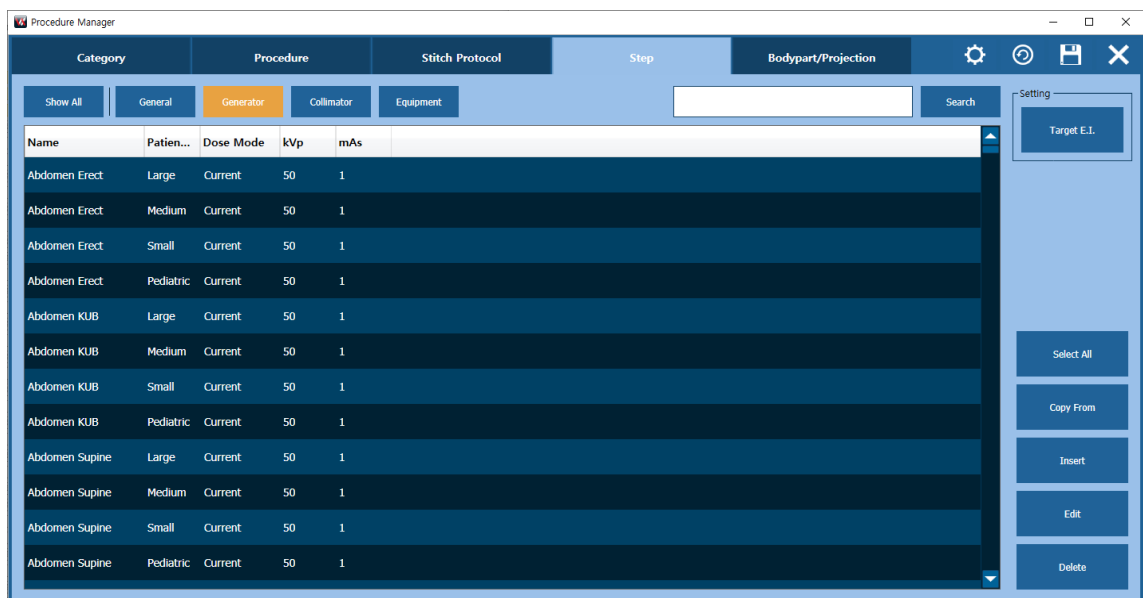 Procedure Manager
Category Procedure Stitch Protocol Step Bodypart/Projection
Show All General Generator Collimator Equipment Search
Setting
Target E.I.
Name Patien... Dose Mode kVp mAs
Abdomen Erect Large Current 50 1
Abdomen Erect Medium Current 50 1
Abdomen Erect Small Current 50 1
Abdomen Erect Pediatric Current 50 1
Abdomen KUB Large Current 50 1
Abdomen KUB Medium Current 50 1
Abdomen KUB Small Current 50 1
Abdomen KUB Pediatric Current 50 1
Abdomen Supine Large Current 50 1
Abdomen Supine Medium Current 50 1
Abdomen Supine Small Current 50 1
Abdomen Supine Pediatric Current 50 1
Select All
Copy From
Insert
Edit
Delete